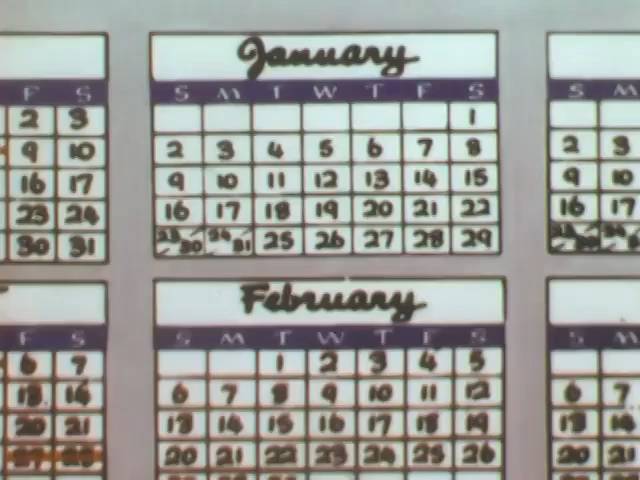 F S
2 3
9 10
16 17
23 24
30 31
January
S M T W T F S
1
2 3 4 5 6 7 8
9 10 11 12 13 14 15
16 17 18 19 20 21 22
23/30 24/31 25 26 27 28 29
S M
2 3
9 10
16 17
F S
6 7
13 14
20 21
27 28
February
S M T W T F S
1 2 3 4 5
6 7 8 9 10 11 12
13 14 15 16 17 18 19
20 21 22 23 24 25 26
S M
6 7
13 14
20 21